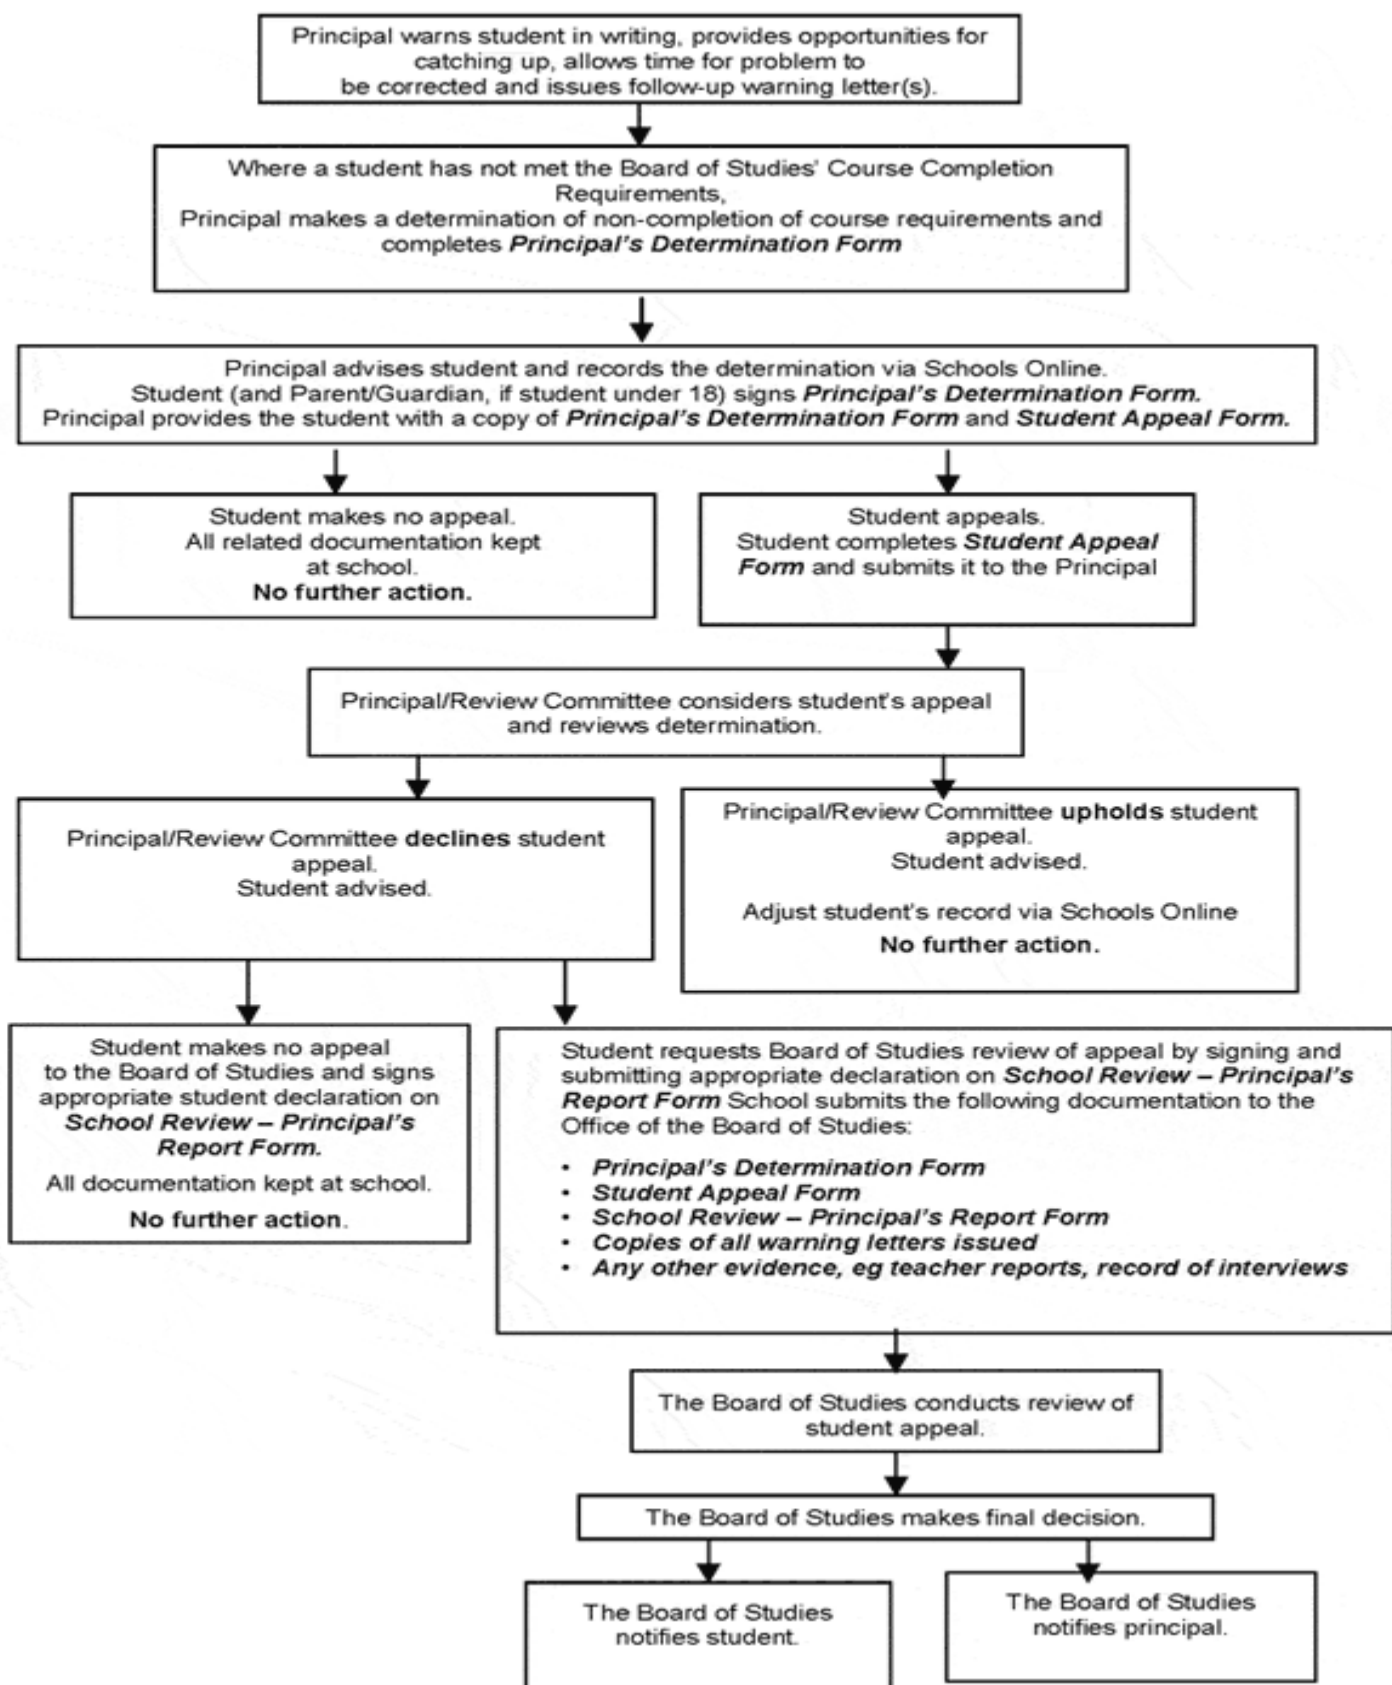 Principal warns student in writing, provides opportunities for
catching up, allows time for problem to
be corrected and issues follow-up warning letter(s).
Where a student has not met the Board of Studies' Course Completion
Requirements,
Principal makes a determination of non-completion of course requirements and
completes Principal's Determination Form
Principal advises student and records the determination via Schools Online.
Student (and Parent/Guardian, if student under 18) signs Principal's Determination Form.
Principal provides the student with a copy of Principal's Determination Form and Student Appeal Form.
Student makes no appeal.
All related documentation kept
at school.
No further action.
Student appeals.
Student completes Student Appeal
Form and submits it to the Principal
Principal/Review Committee considers student's appeal
and reviews determination.
Principal/Review Committee declines student
appeal.
Student advised.
Principal/Review Committee upholds student
appeal.
Student advised.
Adjust student's record via Schools Online
No further action.
Student makes no appeal
to the Board of Studies and signs
appropriate student declaration on
School Review – Principal's
Report Form.
All documentation kept at school.
No further action.
Student requests Board of Studies review of appeal by signing and
submitting appropriate declaration on School Review – Principal's
Report Form School submits the following documentation to the
Office of the Board of Studies:
• Principal's Determination Form
• Student Appeal Form
• School Review – Principal's Report Form
• Copies of all warning letters issued
• Any other evidence, eg teacher reports, record of interviews
The Board of Studies conducts review of
student appeal.
The Board of Studies makes final decision.
The Board of Studies
notifies student.
The Board of Studies
notifies principal.